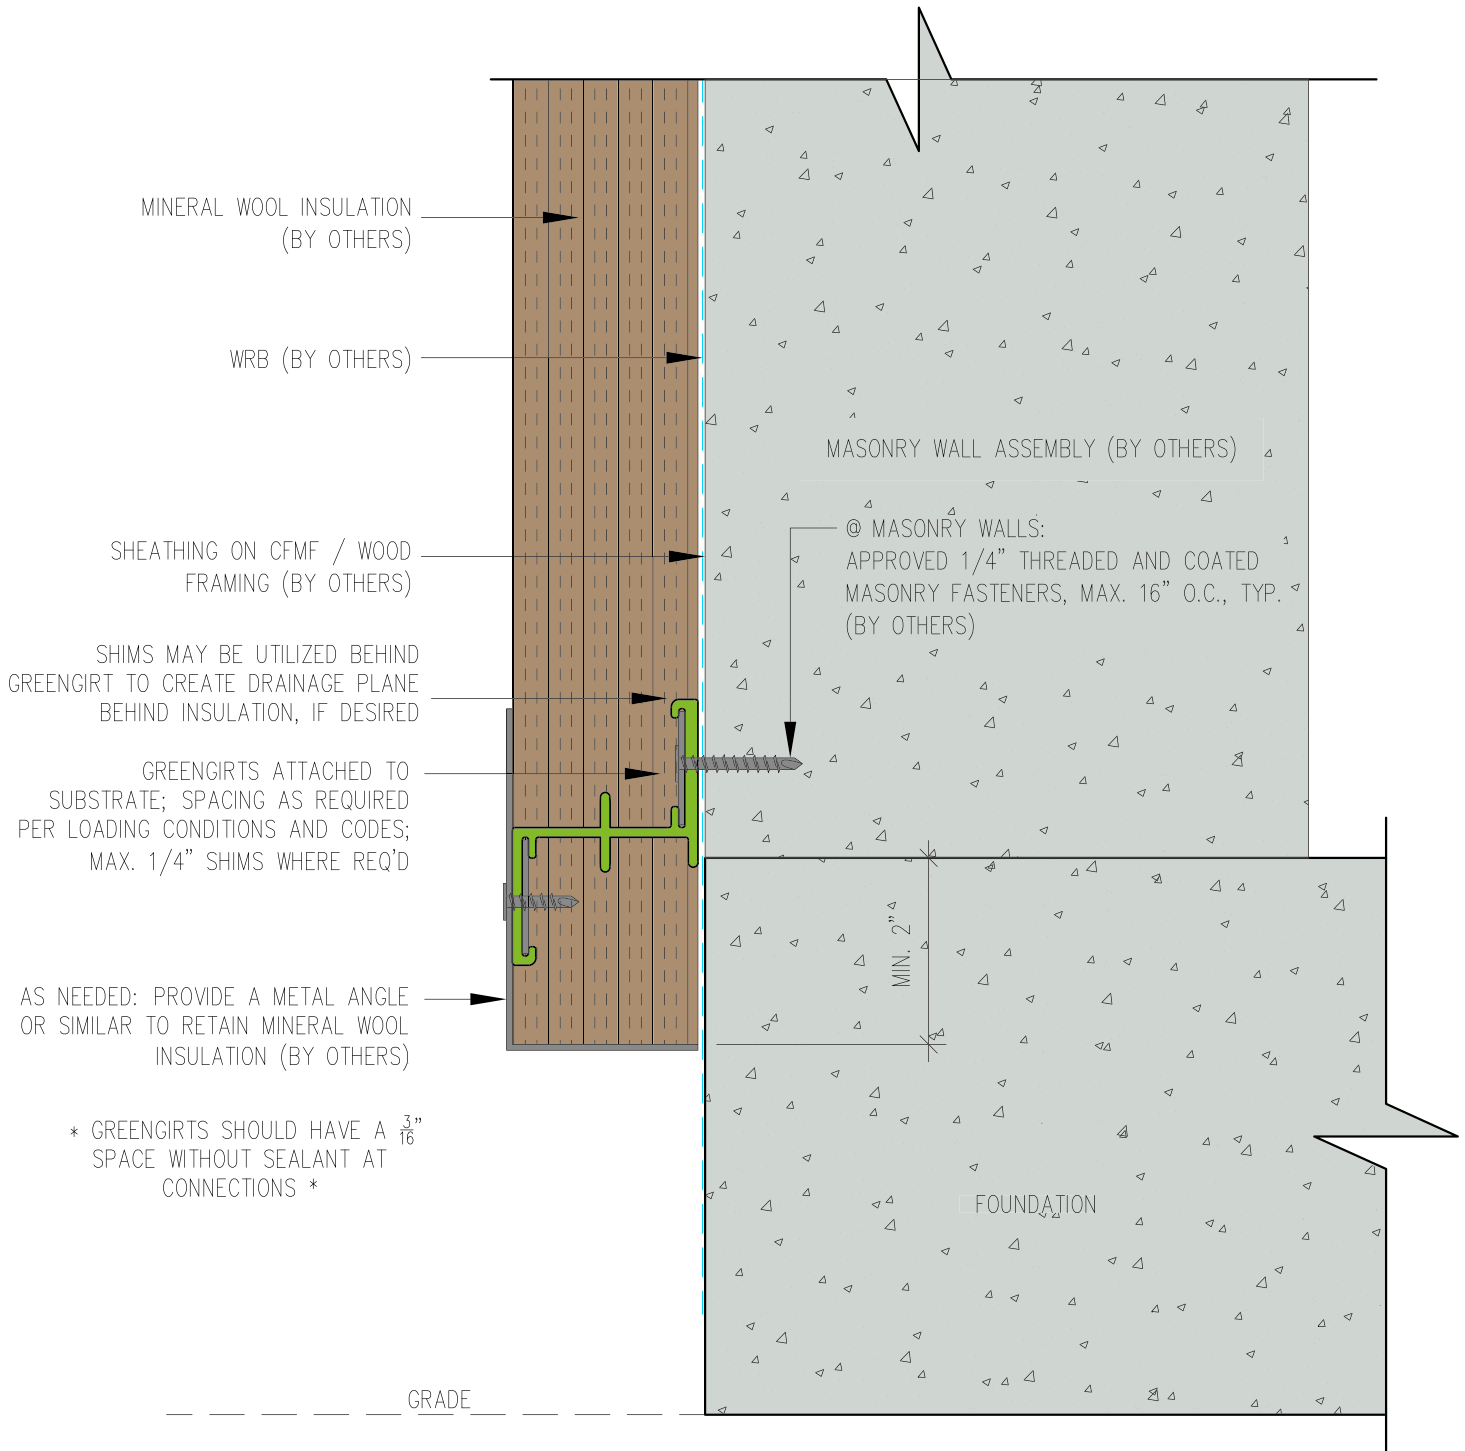 MINERAL WOOL INSULATION
(BY OTHERS)
WRB (BY OTHERS)
MASONRY WALL ASSEMBLY (BY OTHERS)
SHEATHING ON CFMF / WOOD
FRAMING (BY OTHERS)
@ MASONRY WALLS:
APPROVED 1/4” THREADED AND COATED
MASONRY FASTENERS, MAX. 16” O.C., TYP.
(BY OTHERS)
SHIMS MAY BE UTILIZED BEHIND
GREENGIRT TO CREATE DRAINAGE PLANE
BEHIND INSULATION, IF DESIRED
GREENGIRTS ATTACHED TO
SUBSTRATE; SPACING AS REQUIRED
PER LOADING CONDITIONS AND CODES;
MAX. 1/4” SHIMS WHERE REQ'D
MIN. 2”
AS NEEDED: PROVIDE A METAL ANGLE
OR SIMILAR TO RETAIN MINERAL WOOL
INSULATION (BY OTHERS)
* GREENGIRTS SHOULD HAVE A 3/16”
SPACE WITHOUT SEALANT AT
CONNECTIONS *
FOUNDATION
GRADE